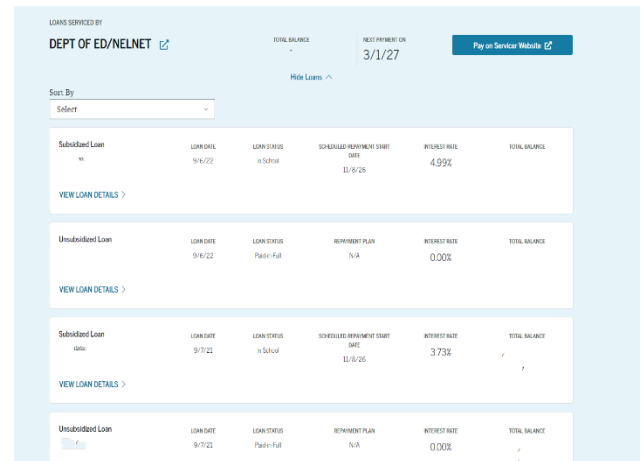 LOANS SERVICED BY
DEPT OF ED/NELNET
TOTAL BALANCE
NEXT PAYMENT ON
3/1/27
Pay on Servicer Website
Hide Loans
Sort By
Select
Subsidized Loan
LOAN DATE
9/6/22
LOAN STATUS
In School
SCHEDULED REPAYMENT START DATE
11/8/26
INTEREST RATE
4.99%
TOTAL BALANCE
VIEW LOAN DETAILS >
Unsubsidized Loan
LOAN DATE
9/6/22
LOAN STATUS
Paid-in-Full
REPAYMENT PLAN
N/A
INTEREST RATE
0.00%
TOTAL BALANCE
VIEW LOAN DETAILS >
Subsidized Loan
LOAN DATE
9/7/21
LOAN STATUS
In School
SCHEDULED REPAYMENT START DATE
11/8/26
INTEREST RATE
3.73%
TOTAL BALANCE
VIEW LOAN DETAILS >
Unsubsidized Loan
LOAN DATE
9/7/21
LOAN STATUS
Paid-in-Full
REPAYMENT PLAN
N/A
INTEREST RATE
0.00%
TOTAL BALANCE